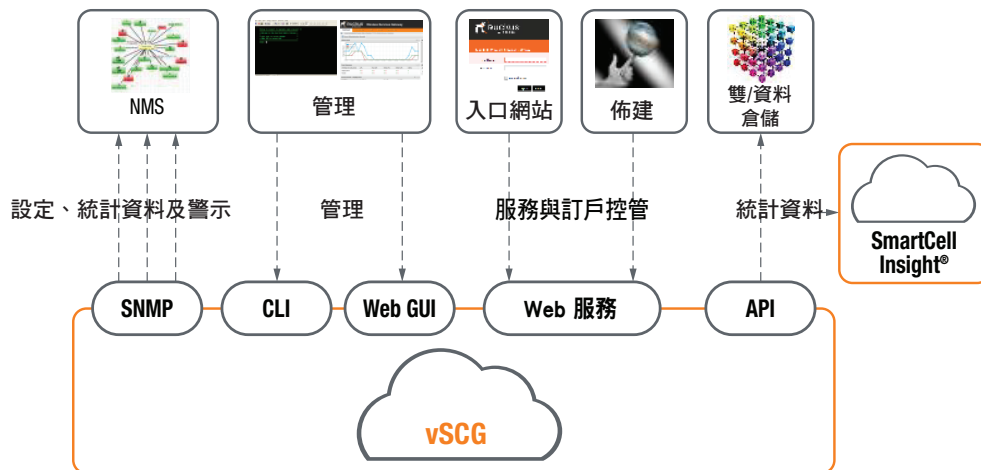 NMS
管理
入口網站
佈建
雙/資料
倉儲
設定、統計資料及警示
管理
服務與訂戶控管
統計資料
SmartCell
Insight®
SNMP
CLI
Web GUI
Web 服務
API
vSCG